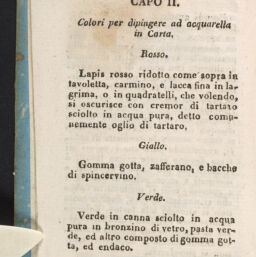 CAPO II.
Colori per dipingere ad acquarella
in Carta.
Rosso.
Lapis rosso ridotto come sopra in
tavoletta, carmino, e lacca fina in la-
grima, o in quadratelli, che volendo,
si oscurisce con cremor di tartaro
sciolto in acqua pura, detto comu-
nemente oglio di tartaro.
Giallo.
Gomma gotta, zafferano, e bacche
di spincervino.
Verde.
Verde in canna sciolto in acqua
pura in bronzino di vetro, pasta ver-
de, ed altro composto di gomma got-
ta, ed endaco.